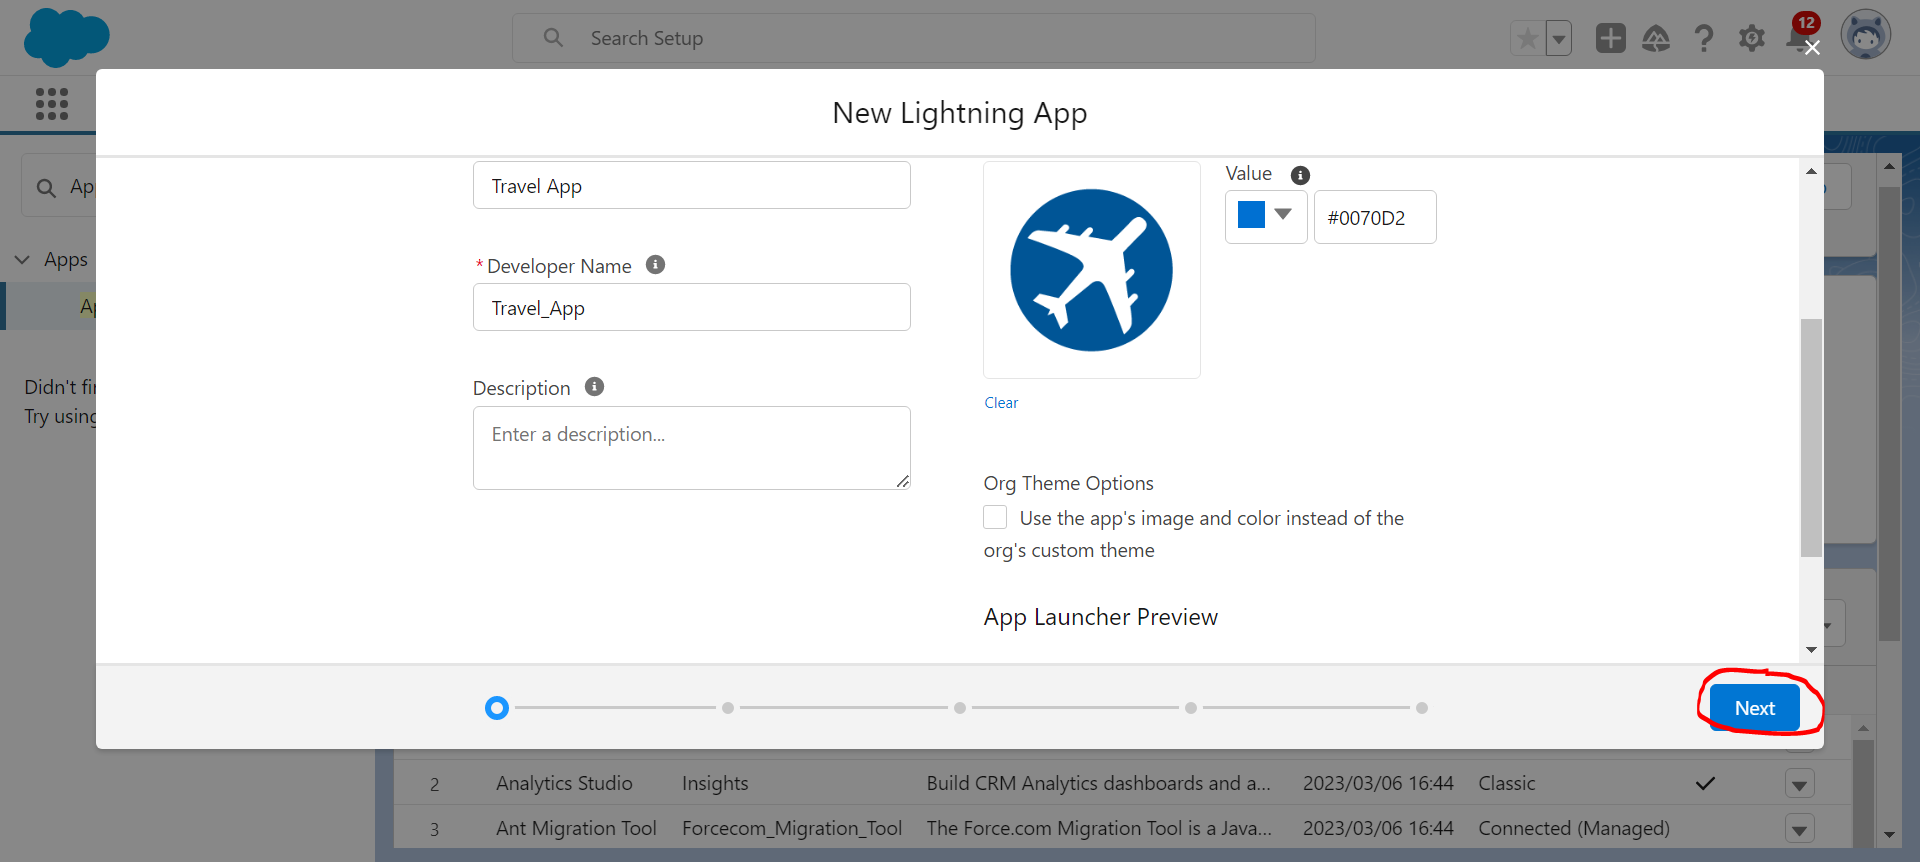 Search Setup
12
New Lightning App
Ap
Apps
Ap
Didn't fi
Try using
Travel App
* Developer Name
Travel_App
Description
Enter a description...
Value
#0070D2
Clear
Org Theme Options
Use the app's image and color instead of the
org's custom theme
App Launcher Preview
Next
2 Analytics Studio Insights Build CRM Analytics dashboards and a... 2023/03/06 16:44 Classic
3 Ant Migration Tool Forcecom_Migration_Tool The Force.com Migration Tool is a Java... 2023/03/06 16:44 Connected (Managed)